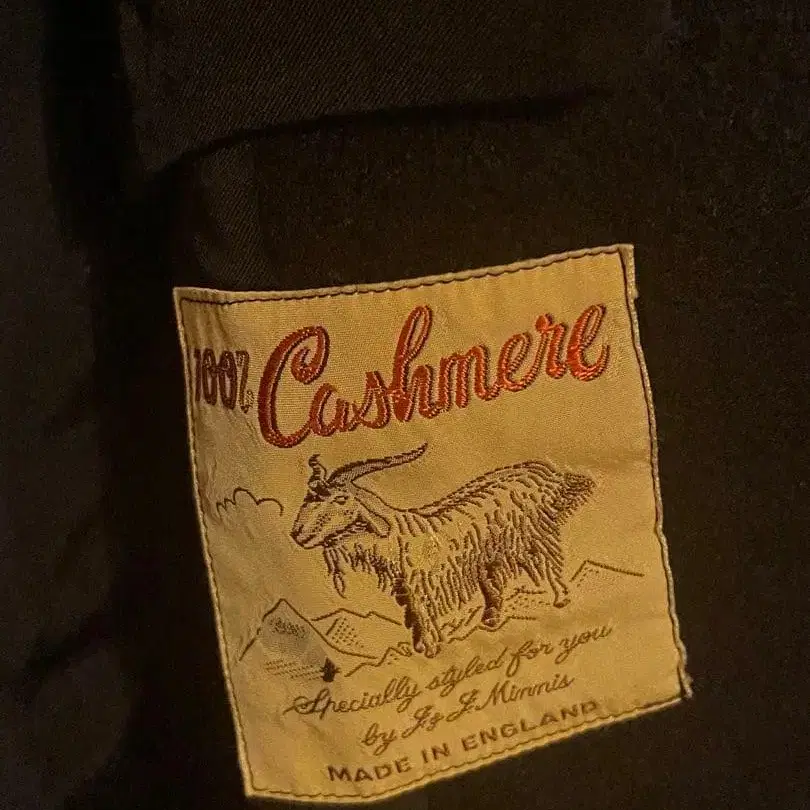 100% Cashmere
Specially styled for you
by J. & J. Minnis
MADE IN ENGLAND